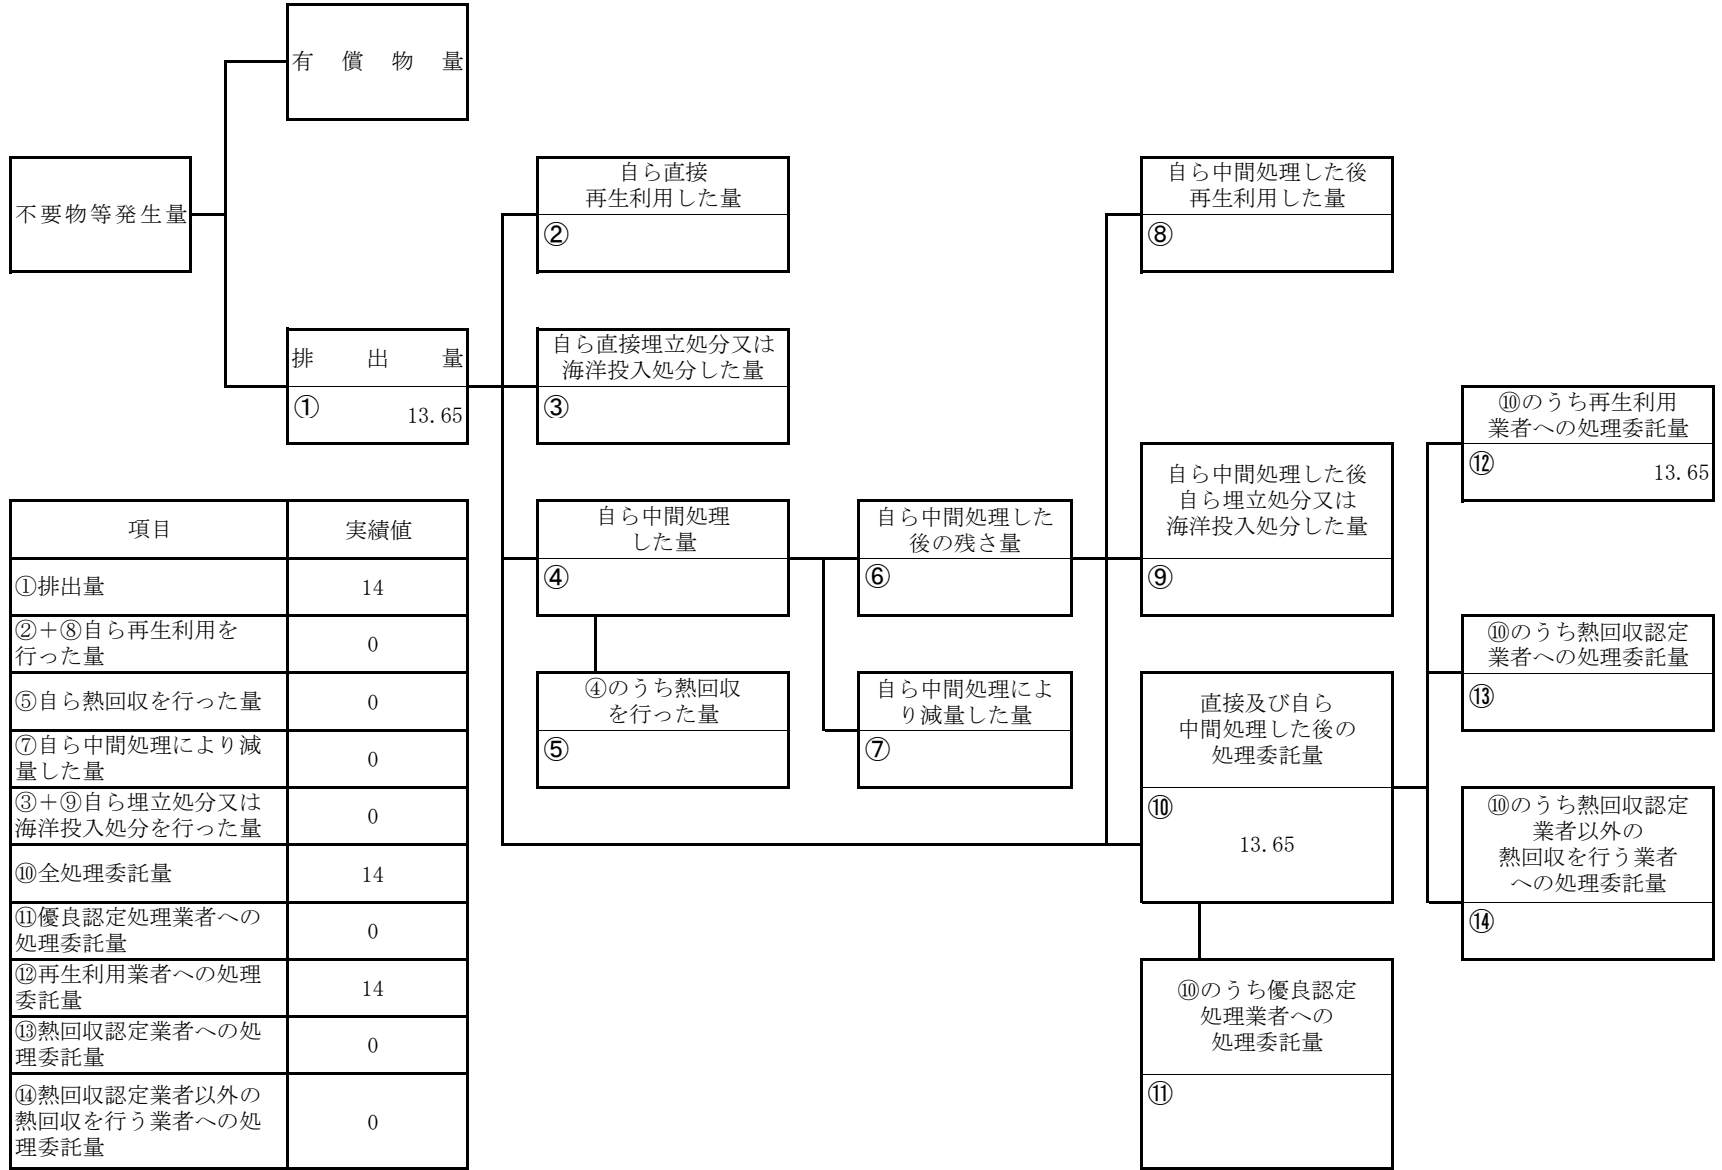 有償物量
不要物等発生量
排出量
①
13.65
自ら直接
再生利用した量
②
自ら直接埋立処分又は
海洋投入処分した量
③
自ら中間処理
した量
④
④のうち熱回収
を行った量
⑤
自ら中間処理した
後の残さ量
⑥
自ら中間処理によ
り減量した量
⑦
自ら中間処理した後
再生利用した量
⑧
自ら中間処理した後
自ら埋立処分又は
海洋投入処分した量
⑨
直接及び自ら
中間処理した後の
処理委託量
⑩
13.65
⑩のうち優良認定
処理業者への
処理委託量
⑪
⑩のうち再生利用
業者への処理委託量
⑫
13.65
⑩のうち熱回収認定
業者への処理委託量
⑬
⑩のうち熱回収認定
業者以外の
熱回収を行う業者
への処理委託量
⑭
項目
実績値
①排出量
14
②＋⑧自ら再生利用を
行った量
0
⑤自ら熱回収を行った量
0
⑦自ら中間処理により減
量した量
0
③＋⑨自ら埋立処分又は
海洋投入処分を行った量
0
⑩全処理委託量
14
⑪優良認定処理業者への
処理委託量
0
⑫再生利用業者への処理
委託量
14
⑬熱回収認定業者への処
理委託量
0
⑭熱回収認定業者以外の
熱回収を行う業者への処
理委託量
0